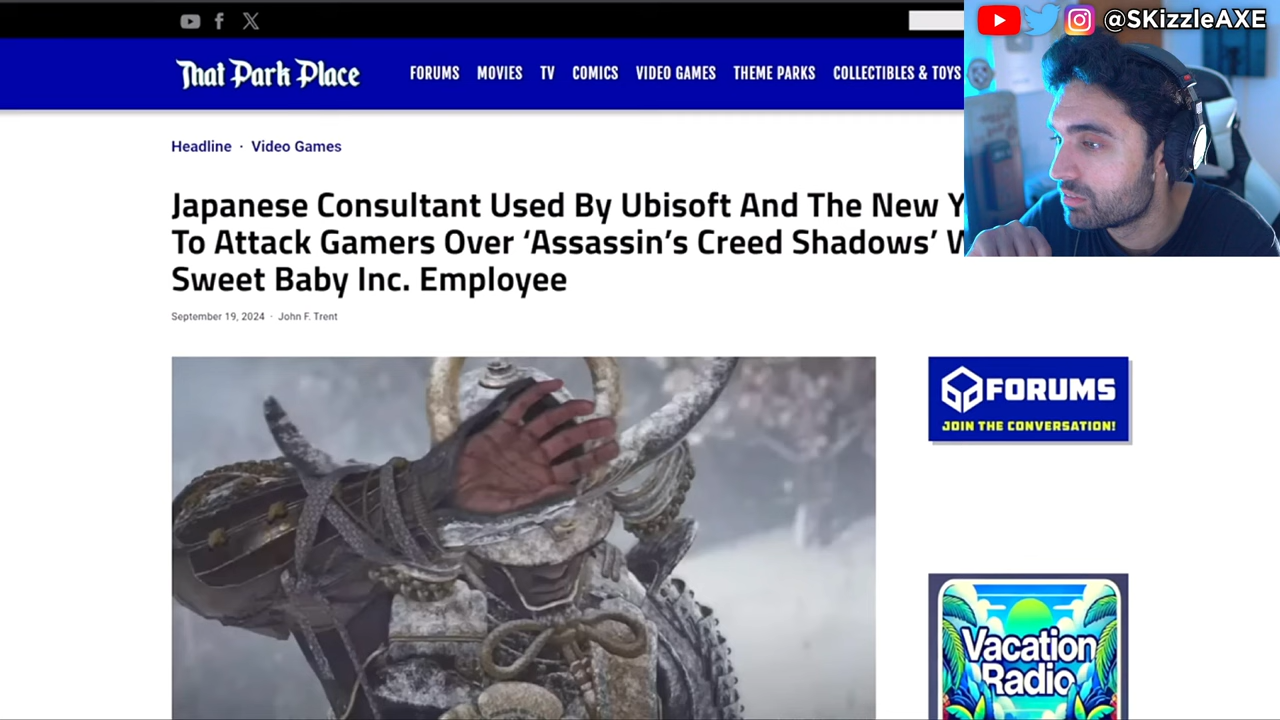 @SKizzleAXE
That Park Place
FORUMS MOVIES TV COMICS VIDEO GAMES THEME PARKS COLLECTIBLES & TOYS
Headline · Video Games
Japanese Consultant Used By Ubisoft And The New Y
To Attack Gamers Over ‘Assassin’s Creed Shadows’ W
Sweet Baby Inc. Employee
September 19, 2024 · John F. Trent
FORUMS
JOIN THE CONVERSATION!
Vacation
Radio